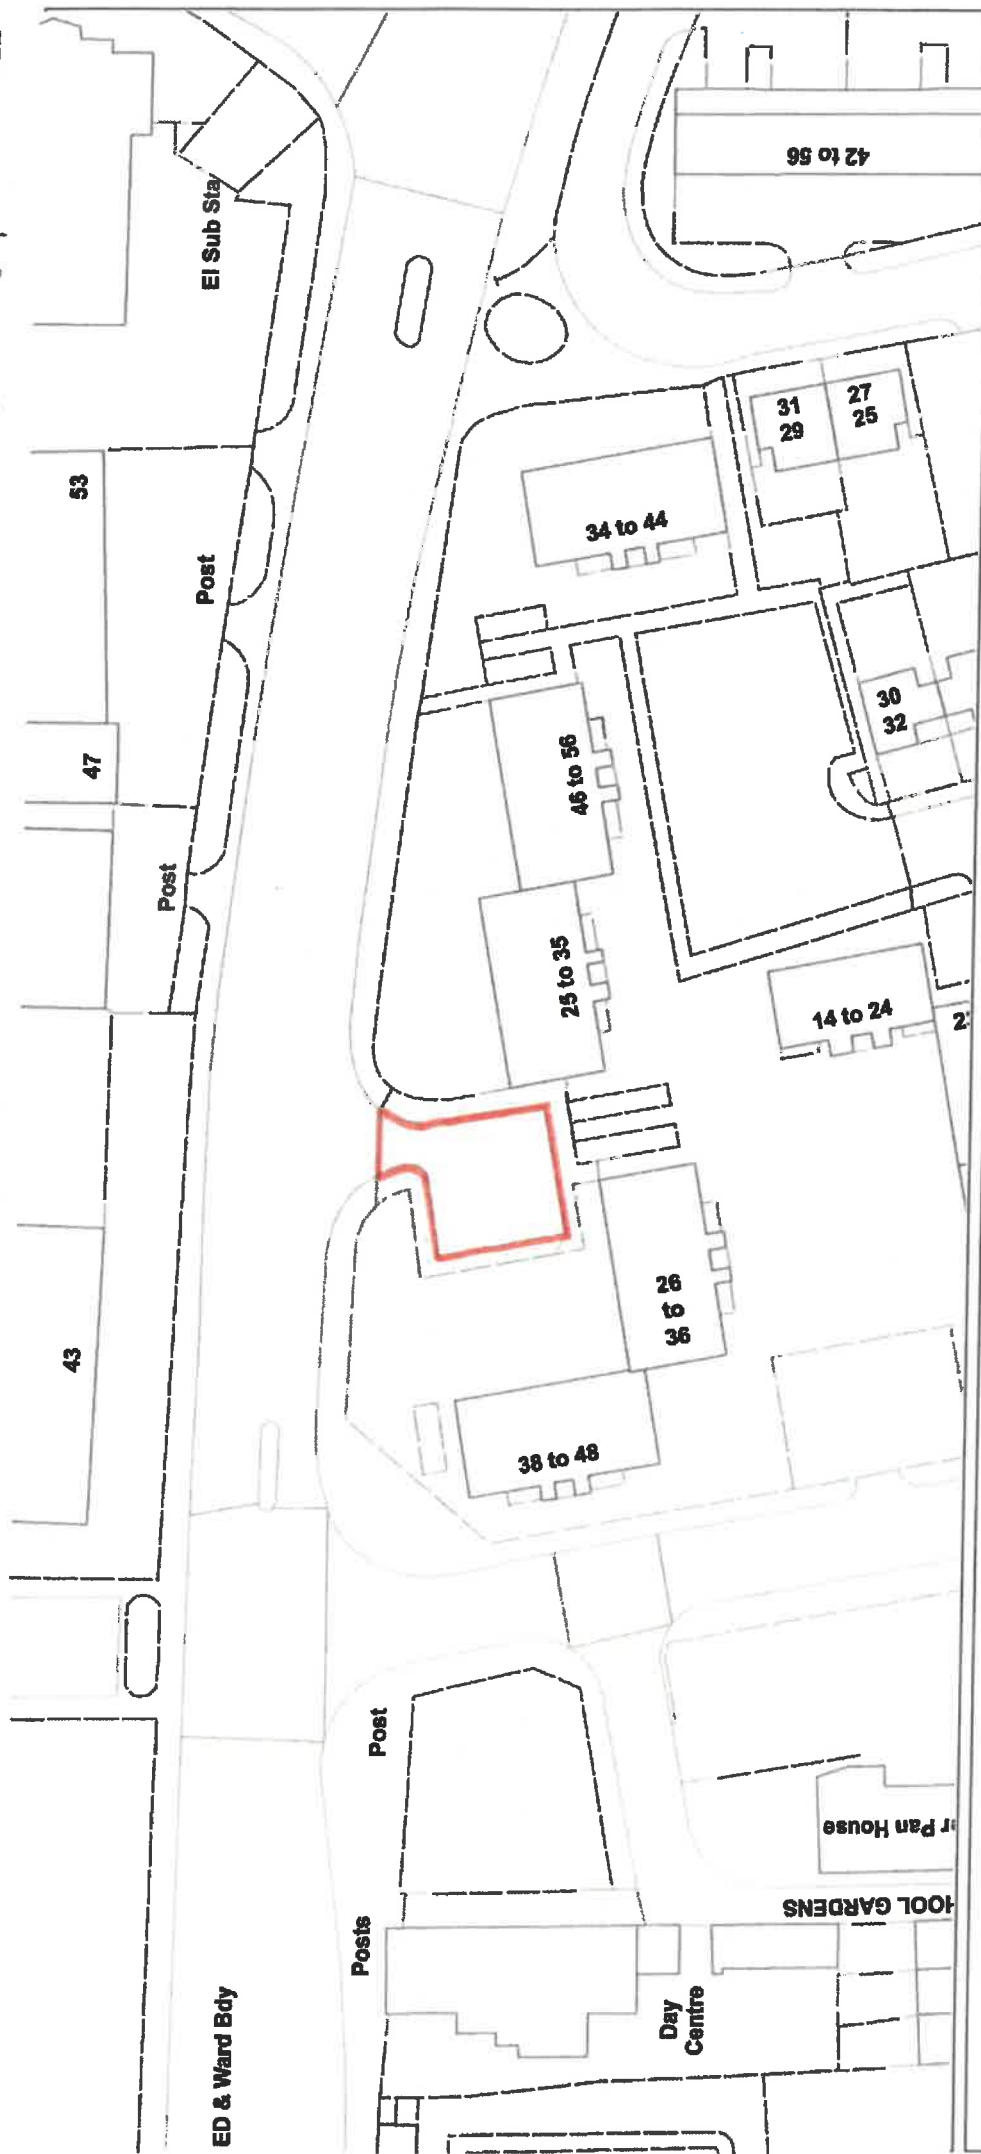 El Sub Sta
42 to 56
53
Post
31
29
27
25
34 to 44
47
46 to 56
30
32
Post
25 to 35
14 to 24
2
26
to
36
43
38 to 48
Post
r Pan House
HOOL GARDENS
Posts
Day
Centre
ED & Ward Bdy